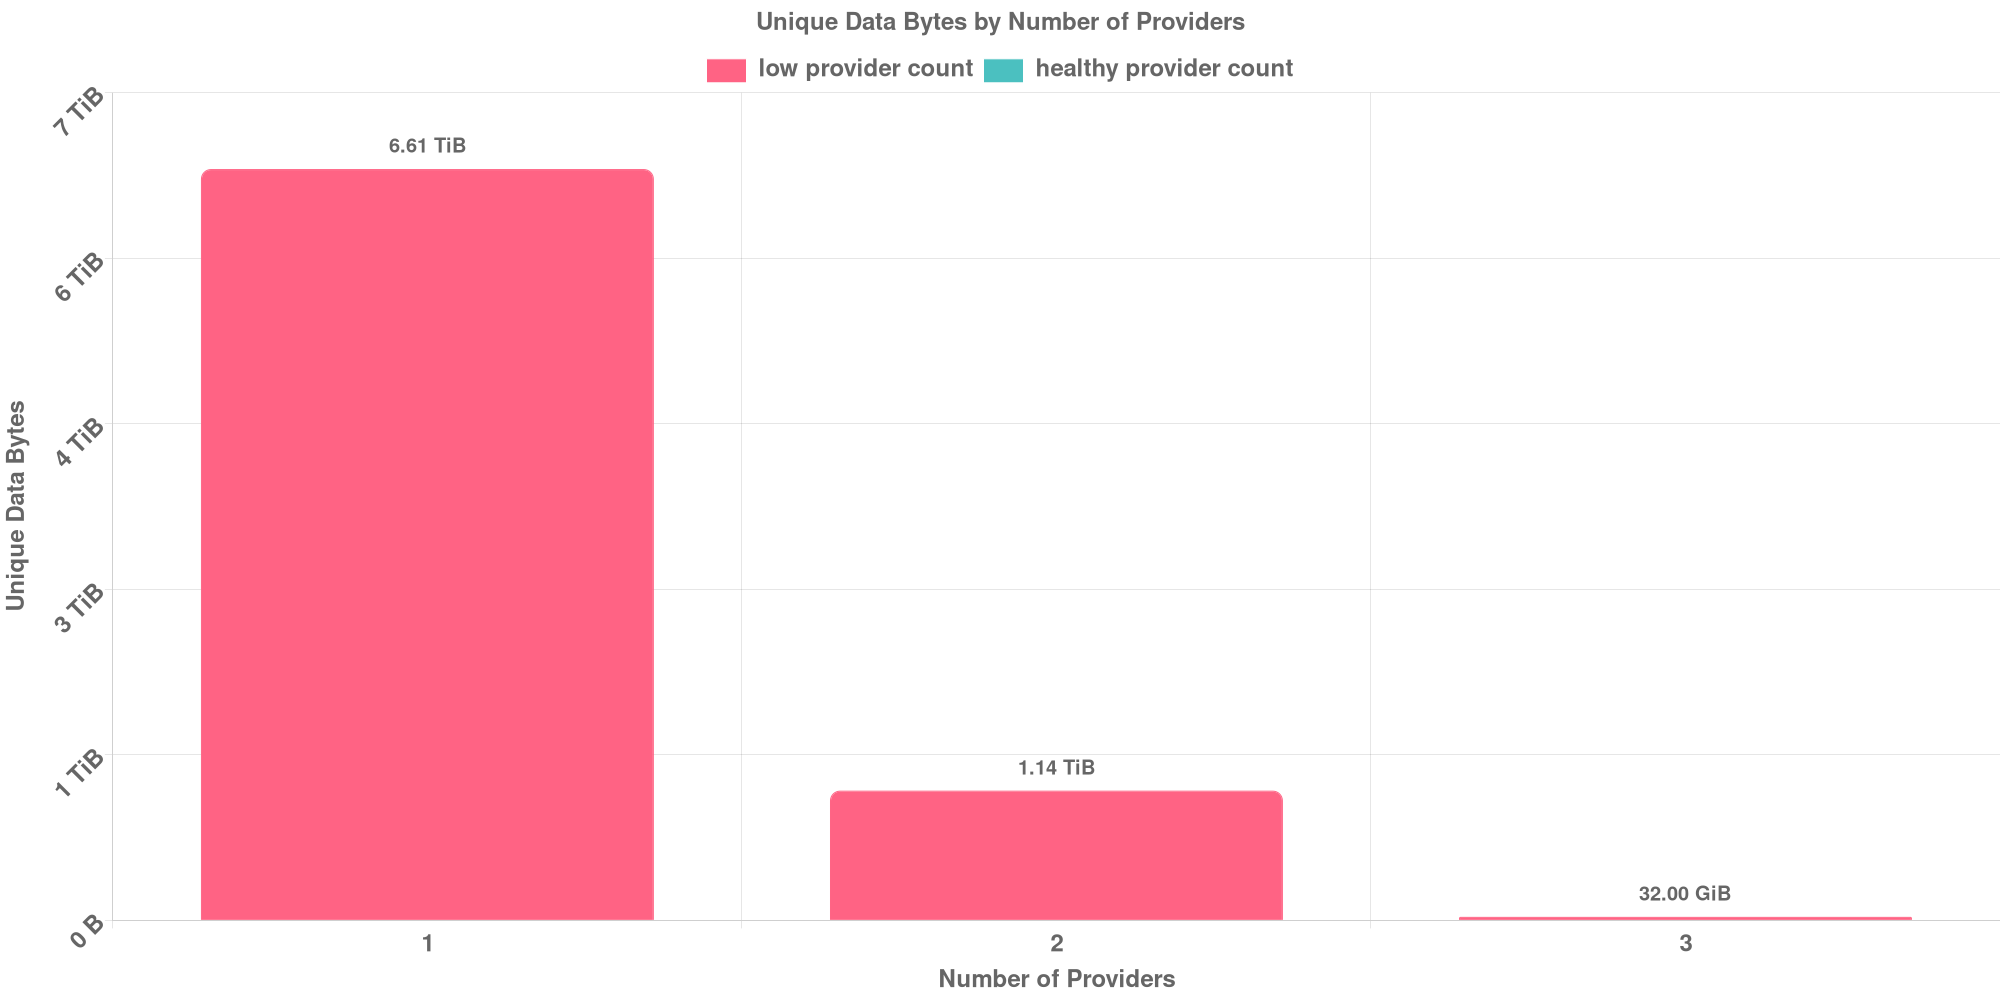 Unique Data Bytes by Number of Providers
low provider count healthy provider count
7 TiB
6 TiB
4 TiB
3 TiB
1 TiB
0 B
Unique Data Bytes
6.61 TiB
1.14 TiB
32.00 GiB
1 2 3
Number of Providers